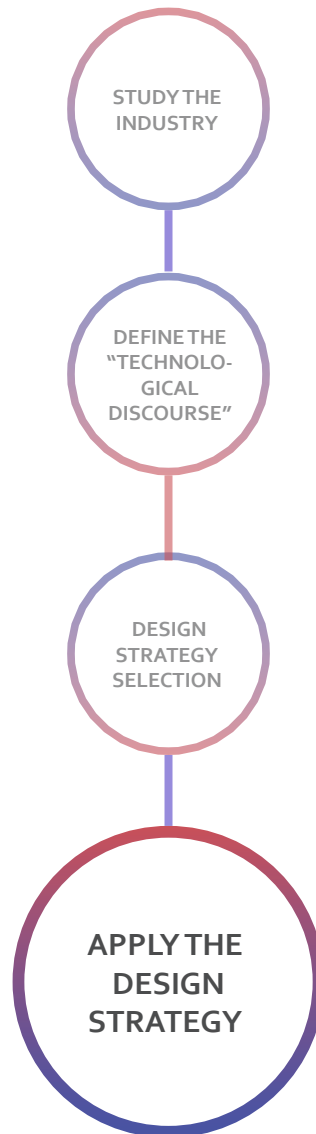 STUDY THE
INDUSTRY
DEFINE THE
“TECHNOLO-
GICAL
DISCOURSE”
DESIGN
STRATEGY
SELECTION
APPLY THE
DESIGN
STRATEGY